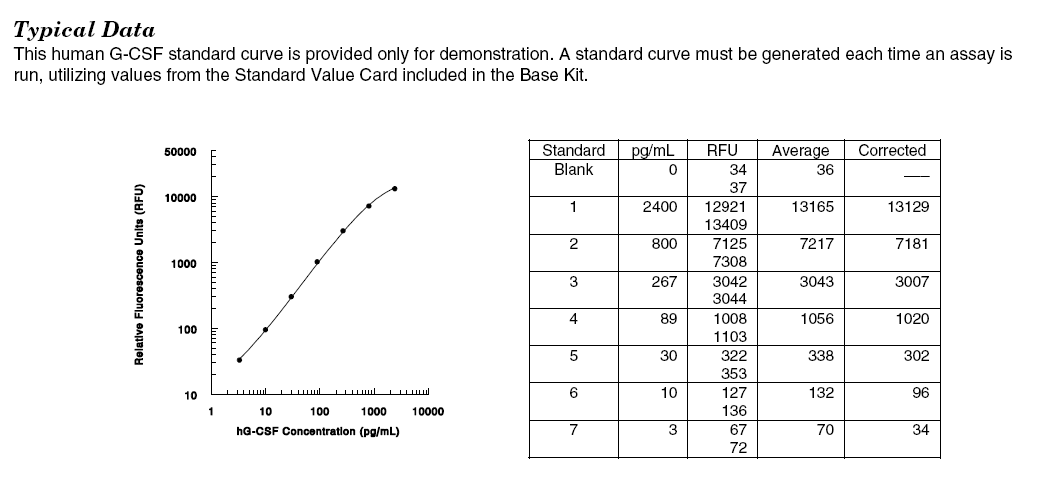 Typical Data
This human G-CSF standard curve is provided only for demonstration. A standard curve must be generated each time an assay is
run, utilizing values from the Standard Value Card included in the Base Kit.
50000
10000
1000
100
10
Relative Fluorescence Units (RFU)
1 10 100 1000 10000
hG-CSF Concentration (pg/mL)
Standard pg/mL RFU Average Corrected
Blank 0 34 36 ___
37
1 2400 12921 13165 13129
13409
2 800 7125 7217 7181
7308
3 267 3042 3043 3007
3044
4 89 1008 1056 1020
1103
5 30 322 338 302
353
6 10 127 132 96
136
7 3 67 70 34
72